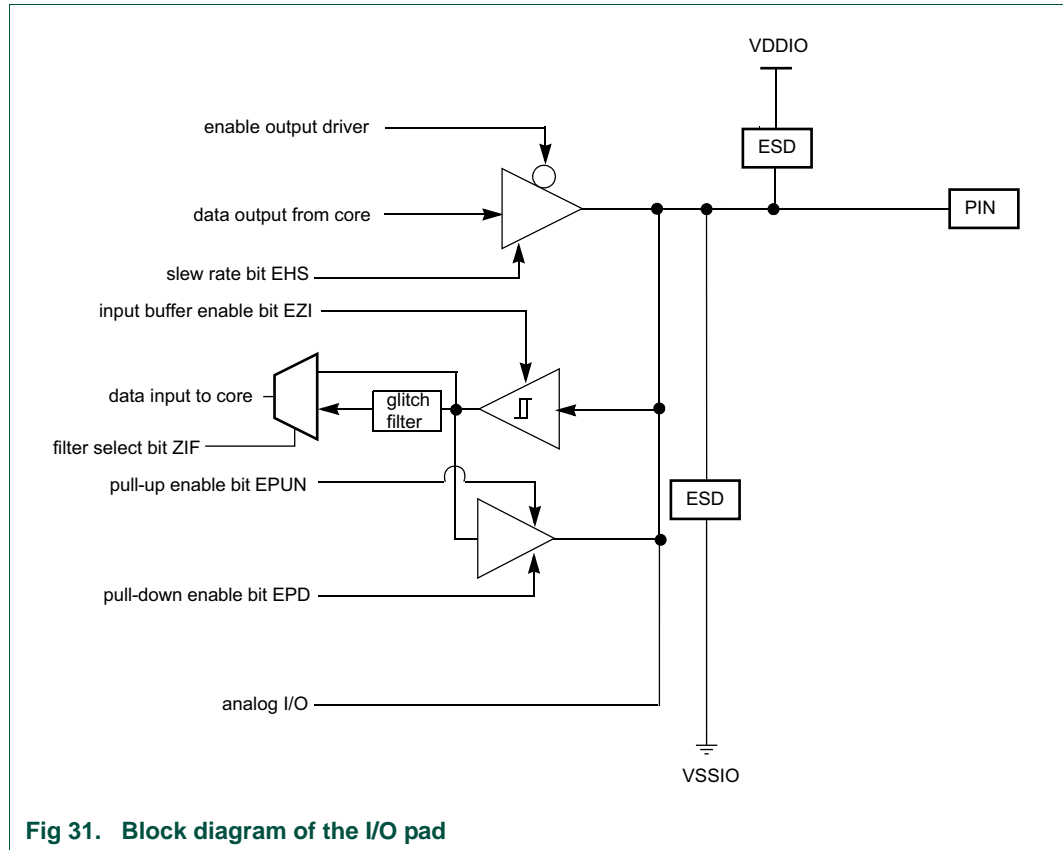 VDDIO
enable output driver
ESD
data output from core
PIN
slew rate bit EHS
input buffer enable bit EZI
data input to core
glitch
filter
filter select bit ZIF
pull-up enable bit EPUN
ESD
pull-down enable bit EPD
analog I/O
VSSIO
Fig 31. Block diagram of the I/O pad